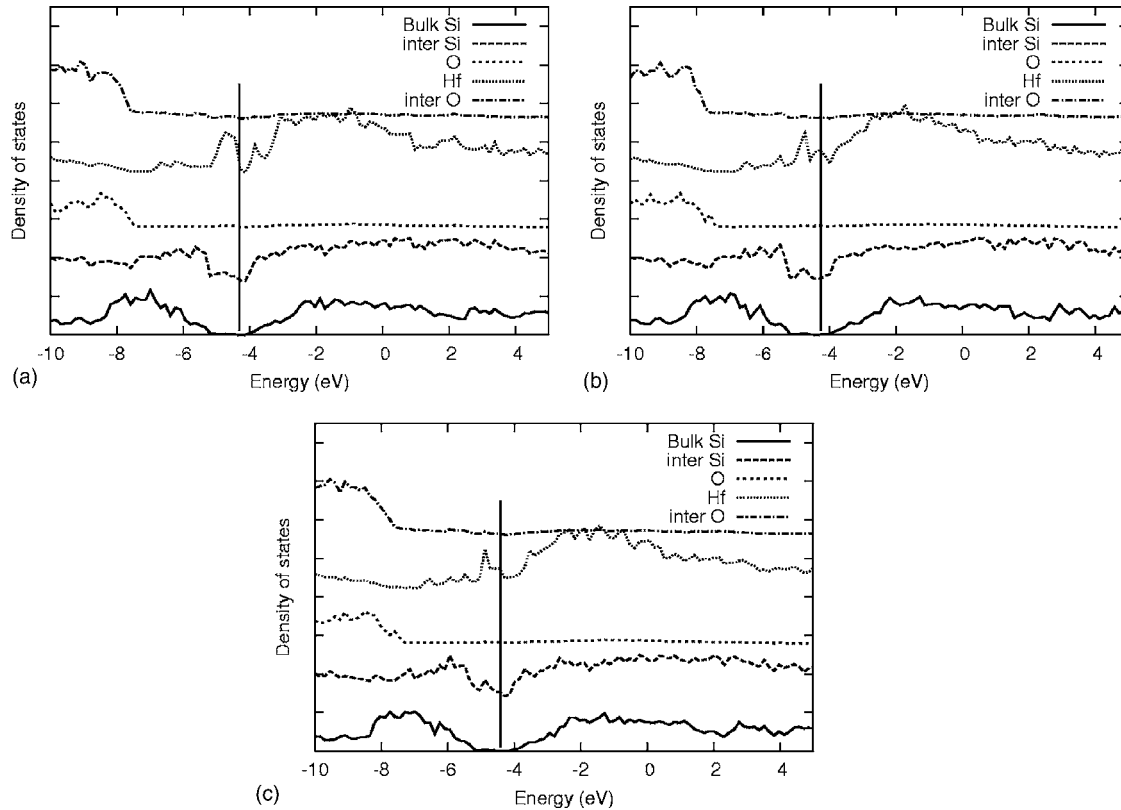 Bulk Si
inter Si
O
Hf
inter O
Density of states
-10 -8 -6 -4 -2 0 2 4
Energy (eV)
(a)
Bulk Si
inter Si
O
Hf
inter O
Density of states
-10 -8 -6 -4 -2 0 2 4
Energy (eV)
(b)
Bulk Si
inter Si
O
Hf
inter O
Density of states
-10 -8 -6 -4 -2 0 2 4
Energy (eV)
(c)